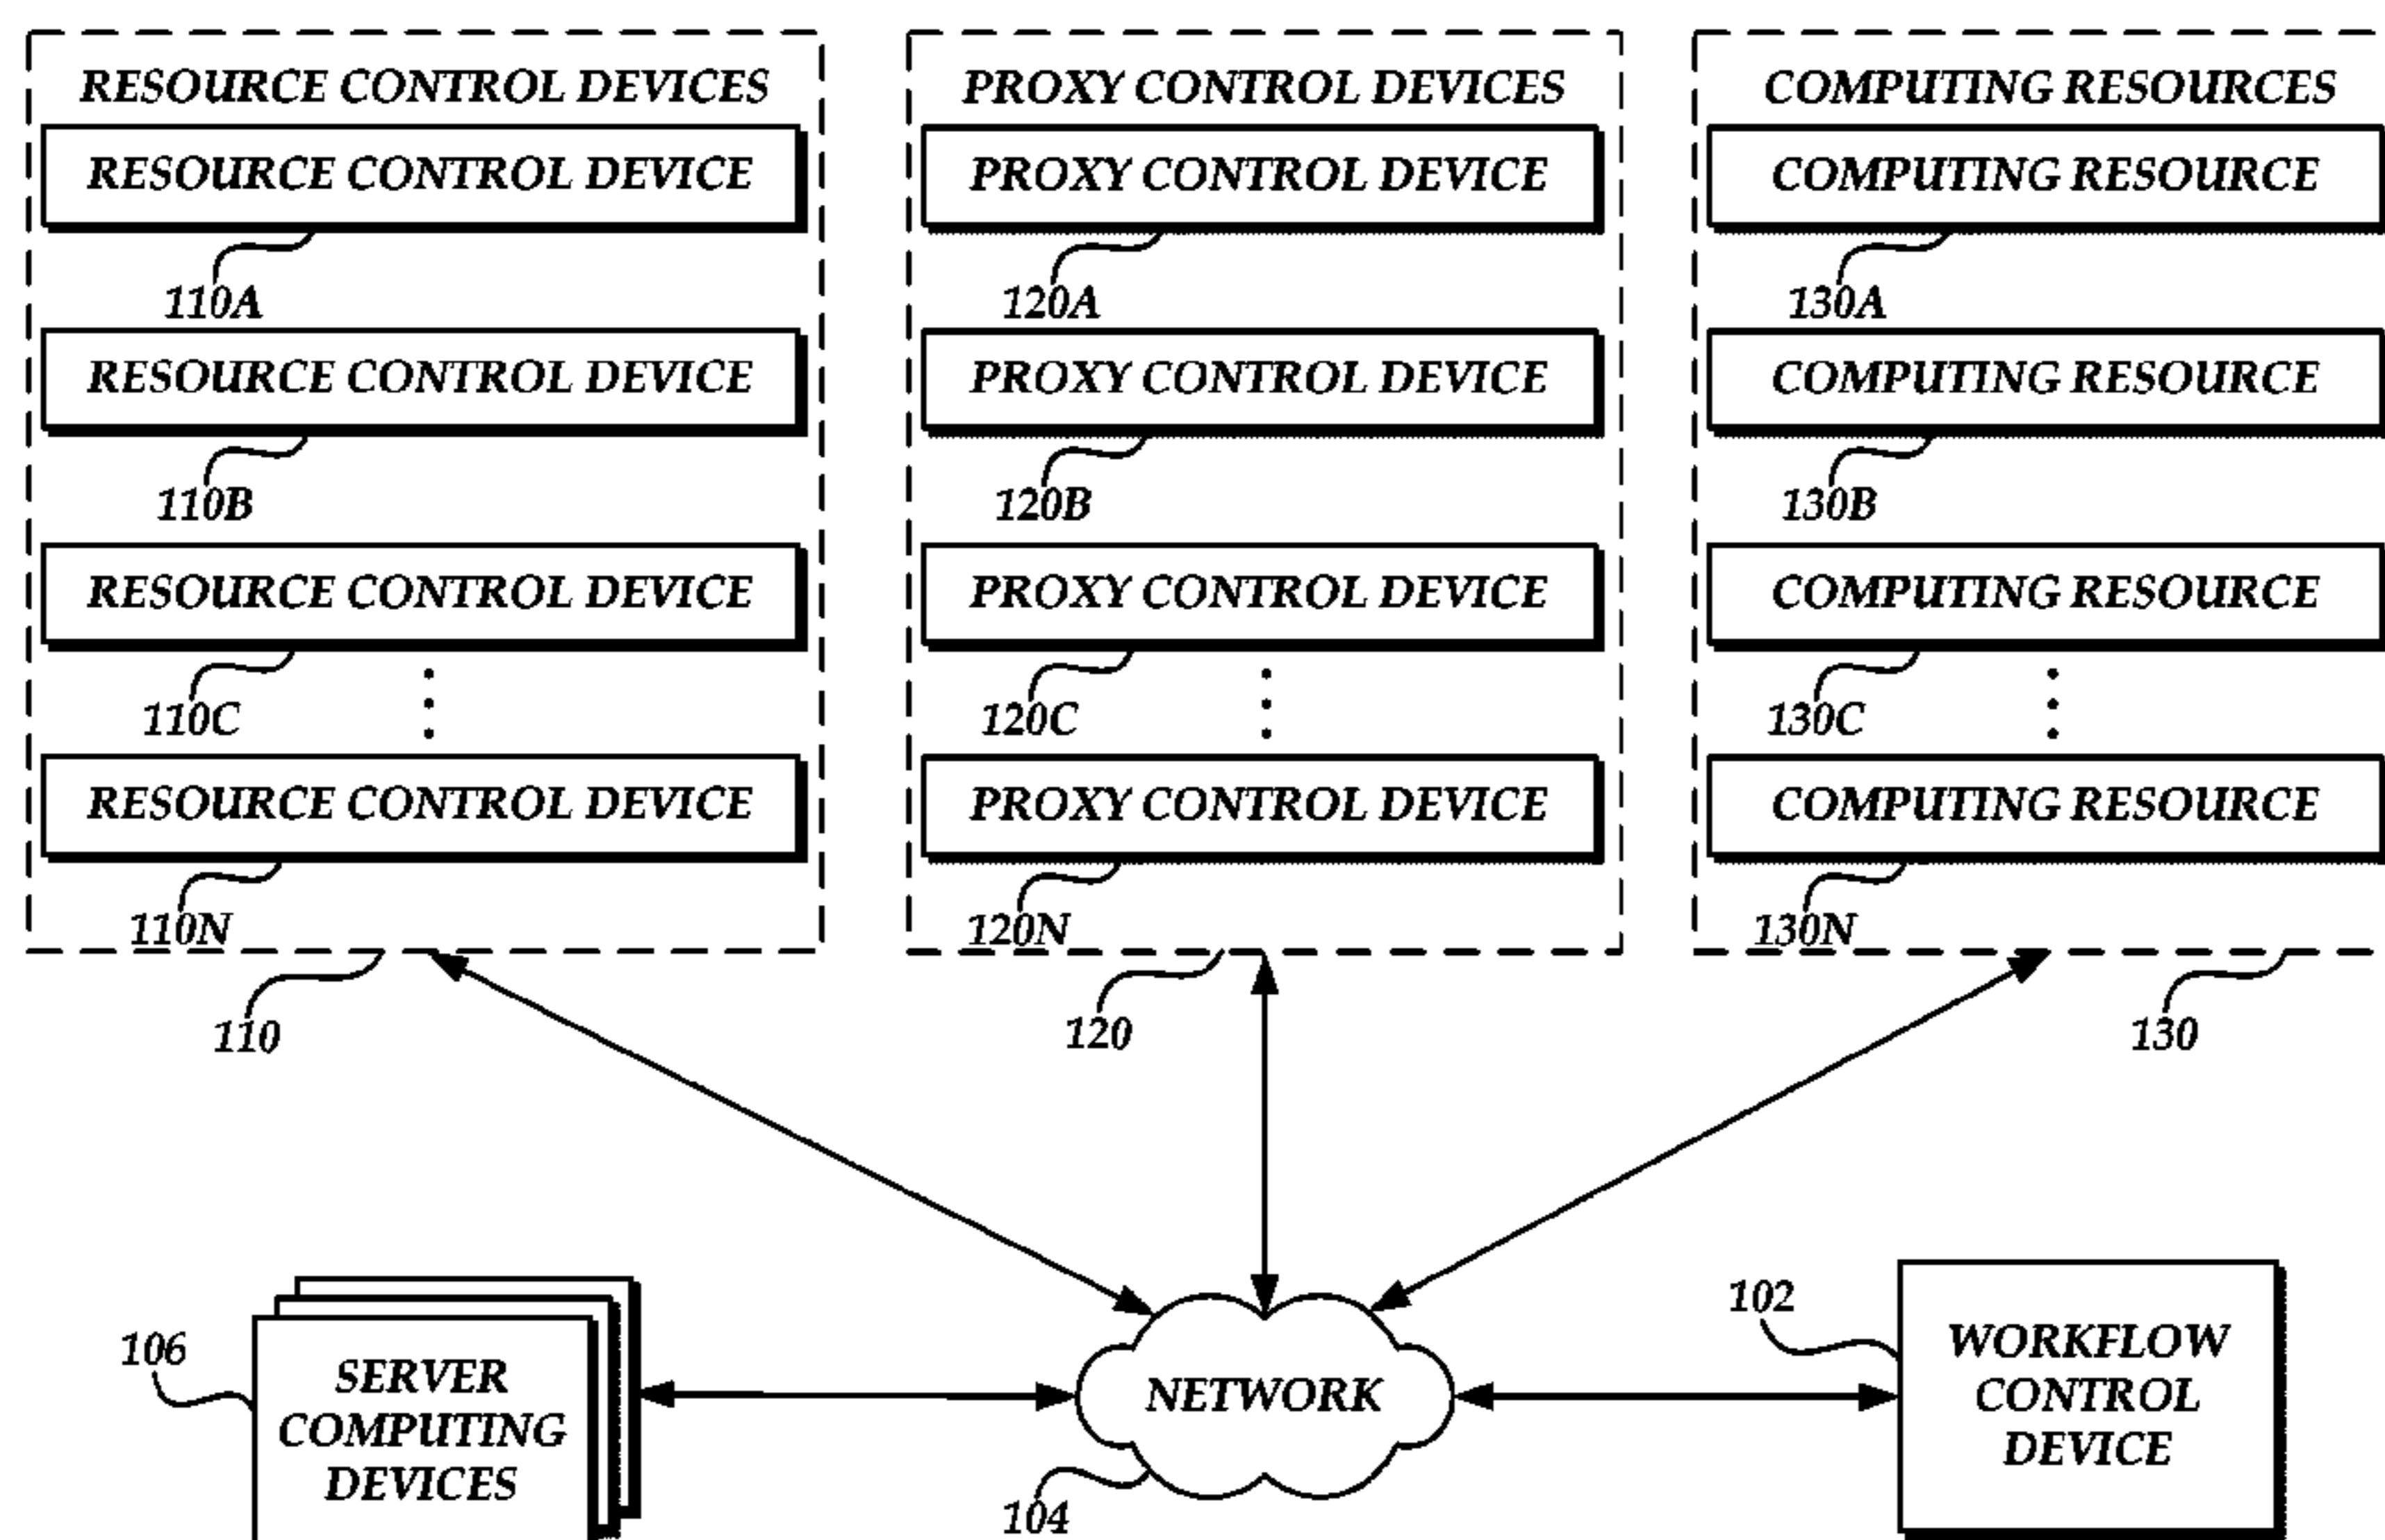 RESOURCE CONTROL DEVICES
RESOURCE CONTROL DEVICE
110A
RESOURCE CONTROL DEVICE
110B
RESOURCE CONTROL DEVICE
110C
RESOURCE CONTROL DEVICE
110N
110
PROXY CONTROL DEVICES
PROXY CONTROL DEVICE
120A
PROXY CONTROL DEVICE
120B
PROXY CONTROL DEVICE
120C
PROXY CONTROL DEVICE
120N
120
COMPUTING RESOURCES
COMPUTING RESOURCE
130A
COMPUTING RESOURCE
130B
COMPUTING RESOURCE
130C
COMPUTING RESOURCE
130N
130
106
SERVER
COMPUTING
DEVICES
NETWORK
104
102
WORKFLOW
CONTROL
DEVICE